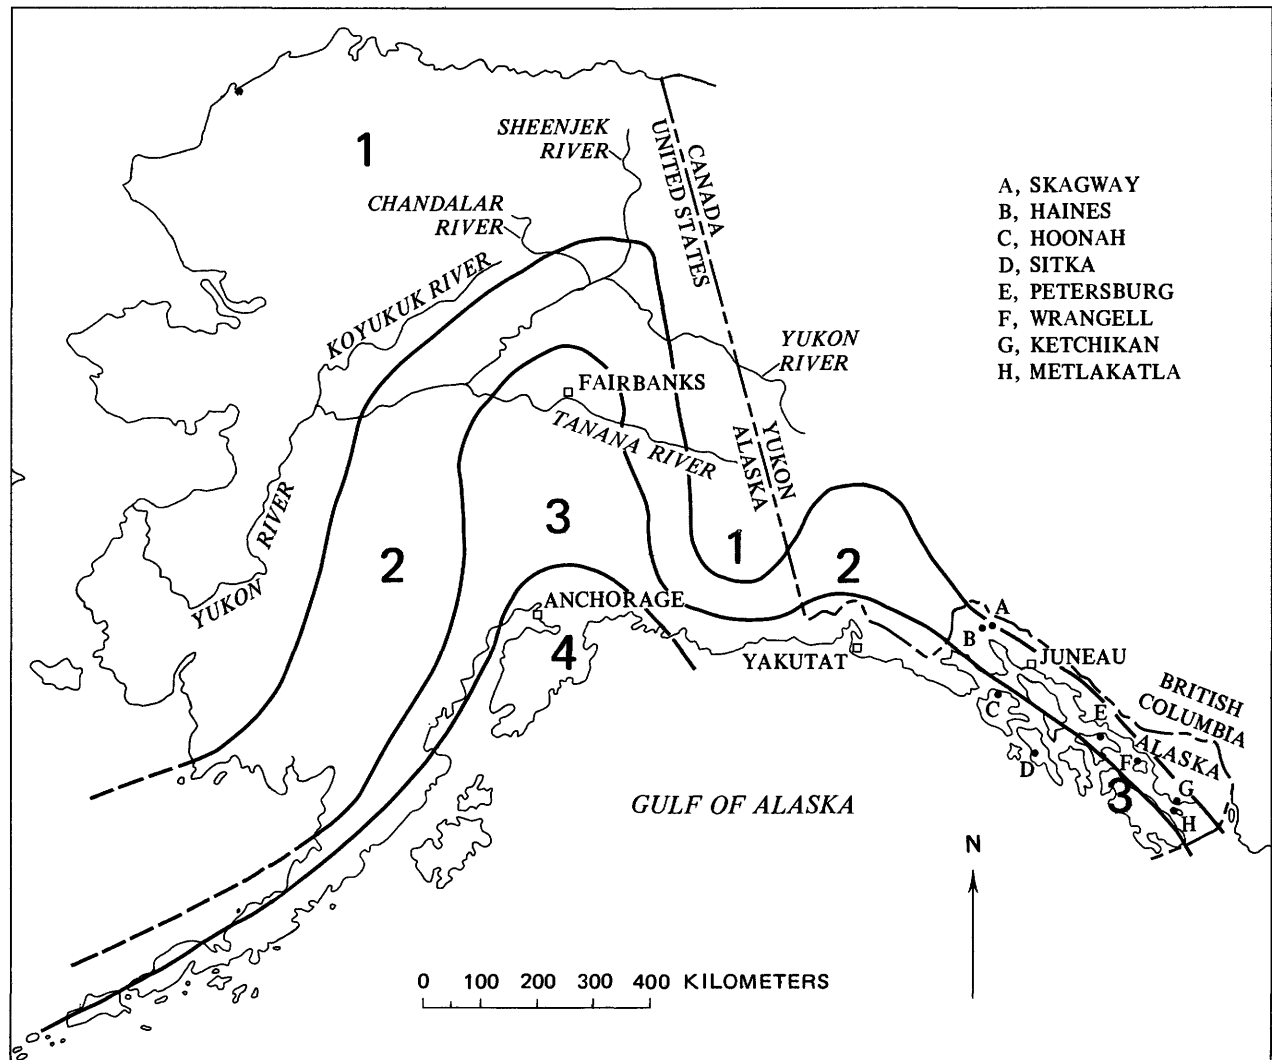 1
SHEENJEK
RIVER
CHANDALAR
RIVER
KOYUKUK RIVER
CANADA
UNITED STATES
A, SKAGWAY
B, HAINES
C, HOONAH
D, SITKA
E, PETERSBURG
F, WRANGELL
G, KETCHIKAN
H, METLAKATLA
YUKON
RIVER
FAIRBANKS
TANANA RIVER
YUKON
ALASKA
YUKON RIVER
2
3
1
2
ANCHORAGE
4
YAKUTAT
A
B
JUNEAU
C
D
E
F
G
H
3
BRITISH
COLUMBIA
ALASKA
GULF OF ALASKA
N
0 100 200 300 400 KILOMETERS